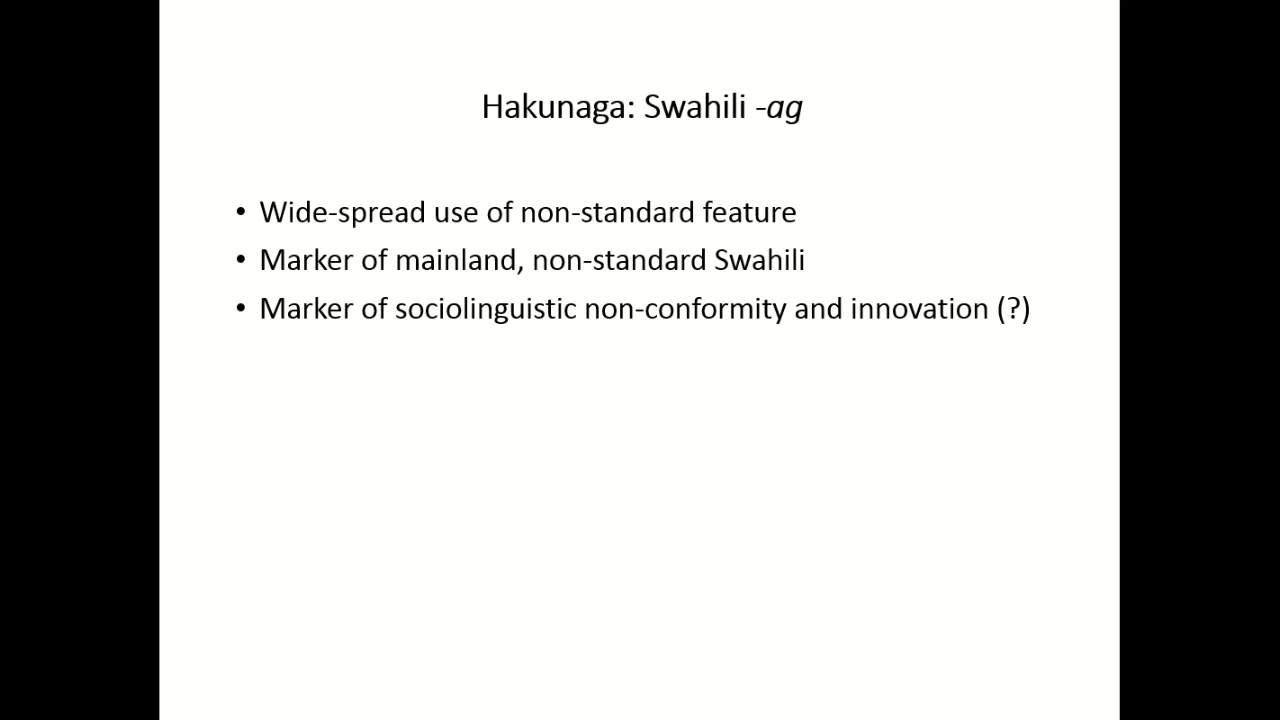 Hakunaga: Swahili -ag
• Wide-spread use of non-standard feature
• Marker of mainland, non-standard Swahili
• Marker of sociolinguistic non-conformity and innovation (?)